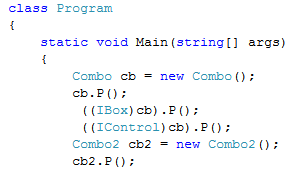 class Program
{
static void Main(string[] args)
{
Combo cb = new Combo();
cb.P();
((IBox)cb).P();
((IControl)cb).P();
Combo2 cb2 = new Combo2();
cb2.P();